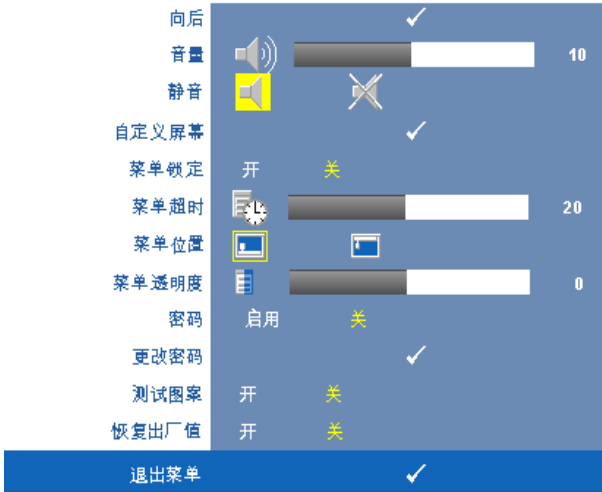 向后
音量 10
静音
自定义屏幕
菜单锁定 开 关
菜单超时 20
菜单位置
菜单透明度 0
密码 启用 关
更改密码
测试图案 开 关
恢复出厂值 开 关
退出菜单